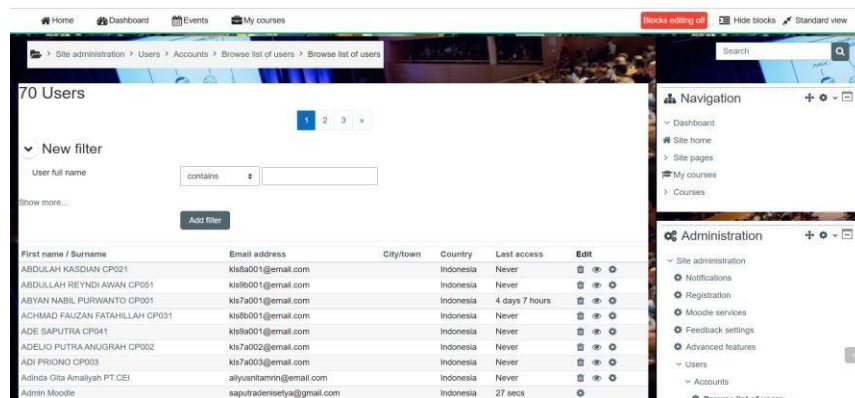 Home Dashboard Events My courses Blocks editing off Hide blocks Standard view
Site administration > Users > Accounts > Browse list of users > Browse list of users
Search
70 Users
1 2 3 »
New filter
User full name contains
Show more...
Add filter
First name / Surname Email address City/town Country Last access Edit
ABDULAH KASDIAN CP021 kls8a001@email.com Indonesia Never
ABDULLAH REYNDI AWAN CP051 kls9b001@email.com Indonesia Never
ABYAN NABIL PURWANTO CP001 kls7a001@email.com Indonesia 4 days 7 hours
ACHMAD FAUZAN FATAHILLAH CP031 kls8b001@email.com Indonesia Never
ADE SAPUTRA CP041 kls9a001@email.com Indonesia Never
ADELIO PUTRA ANUGRAH CP002 kls7a002@email.com Indonesia Never
ADI PRIONO CP003 kls7a003@email.com Indonesia Never
Adinda Gita Amaliyah PT.CEI aliyusnitamrin@email.com Indonesia Never
Admin Moodle saputradenisetya@gmail.com Indonesia 27 secs
Navigation
Dashboard
Site home
Site pages
My courses
Courses
Administration
Site administration
Notifications
Registration
Moodle services
Feedback settings
Advanced features
Users
Accounts
Browse list of users